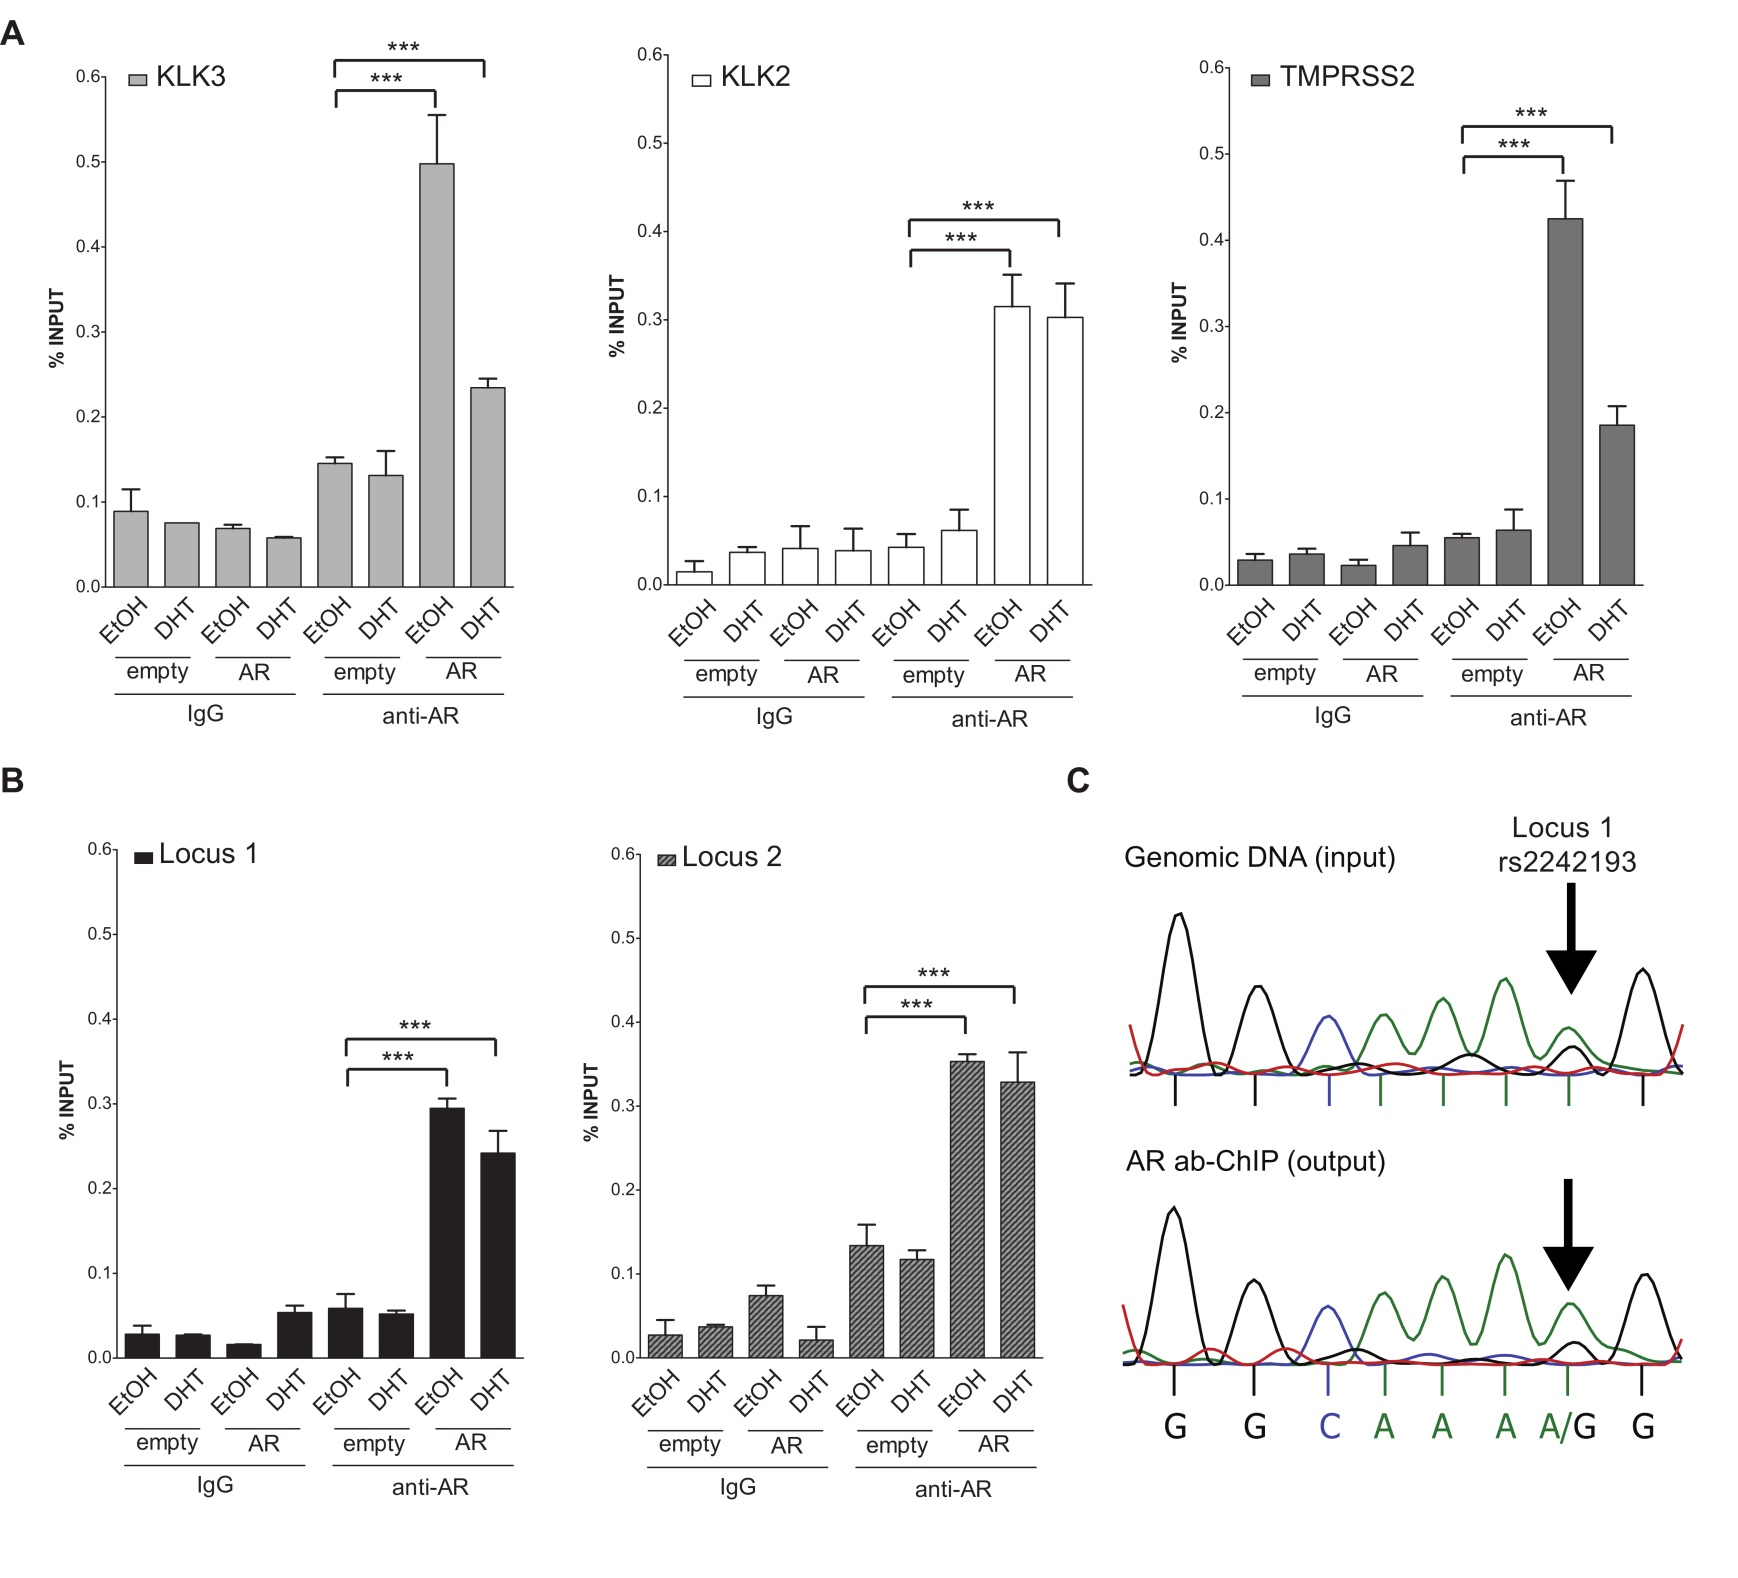 A
KLK3
***
***
0.6
0.5
0.4
0.3
0.2
0.1
0.0
% INPUT
EtOH DHT EtOH DHT EtOH DHT EtOH DHT
empty AR empty AR
IgG anti-AR
KLK2
***
***
0.6
0.5
0.4
0.3
0.2
0.1
0.0
% INPUT
EtOH DHT EtOH DHT EtOH DHT EtOH DHT
empty AR empty AR
IgG anti-AR
TMPRSS2
***
***
0.6
0.5
0.4
0.3
0.2
0.1
0.0
% INPUT
EtOH DHT EtOH DHT EtOH DHT EtOH DHT
empty AR empty AR
IgG anti-AR
B
Locus 1
***
***
0.6
0.5
0.4
0.3
0.2
0.1
0.0
% INPUT
EtOH DHT EtOH DHT EtOH DHT EtOH DHT
empty AR empty AR
IgG anti-AR
Locus 2
***
***
0.6
0.5
0.4
0.3
0.2
0.1
0.0
% INPUT
EtOH DHT EtOH DHT EtOH DHT EtOH DHT
empty AR empty AR
IgG anti-AR
C
Locus 1
rs2242193
Genomic DNA (input)
AR ab-ChIP (output)
G G C A A A A/G G